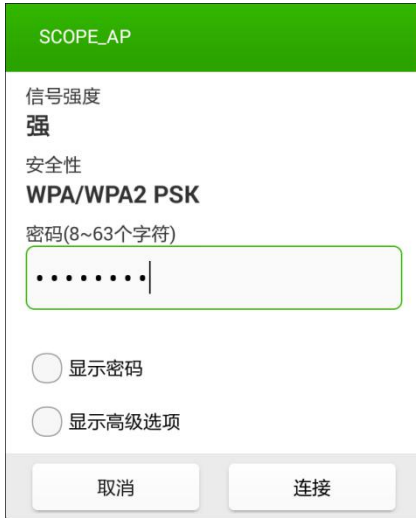 SCOPE_AP
信号强度
强
安全性
WPA/WPA2 PSK
密码(8~63个字符)
••••••••
显示密码
显示高级选项
取消
连接